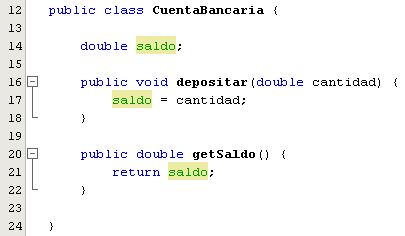 12 public class CuentaBancaria {
13
14     double saldo;
15
16     public void depositar(double cantidad) {
17         saldo = cantidad;
18     }
19
20     public double getSaldo() {
21         return saldo;
22     }
23
24 }